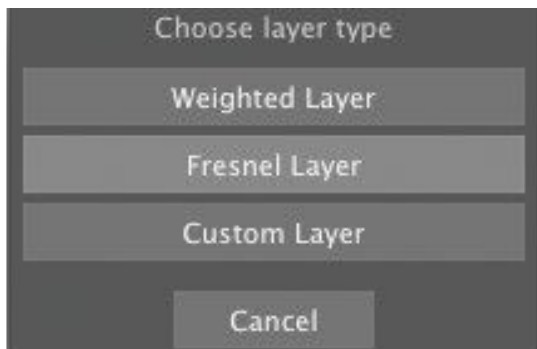 Choose layer type
Weighted Layer
Fresnel Layer
Custom Layer
Cancel